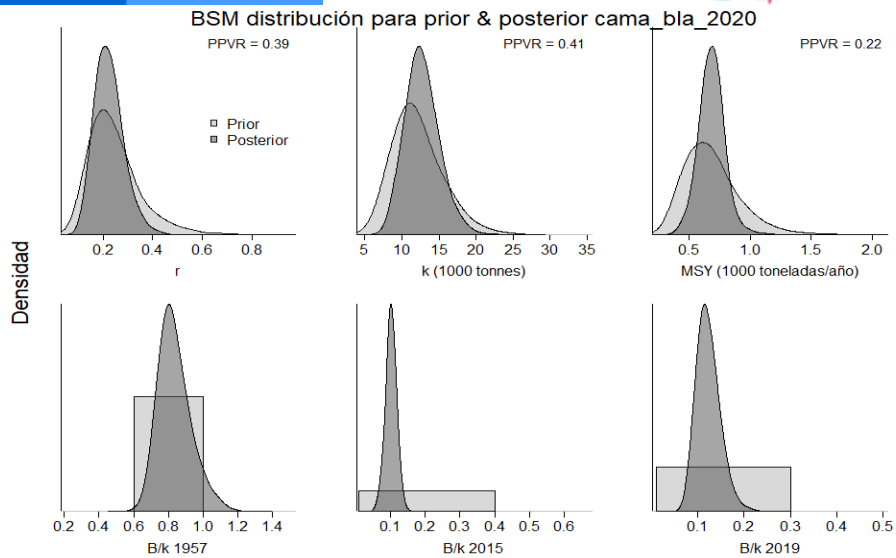 BSM distribución para prior & posterior cama_bla_2020
PPVR = 0.39
PPVR = 0.41
PPVR = 0.22
Prior
Posterior
0.2 0.4 0.6 0.8
5 10 15 20 25 30 35
0.5 1.0 1.5 2.0
r
k (1000 tonnes)
MSY (1000 toneladas/año)
Densidad
0.2 0.4 0.6 0.8 1.0 1.2 1.4
0.1 0.2 0.3 0.4 0.5 0.6
0.1 0.2 0.3 0.4 0.5
B/k 1957
B/k 2015
B/k 2019